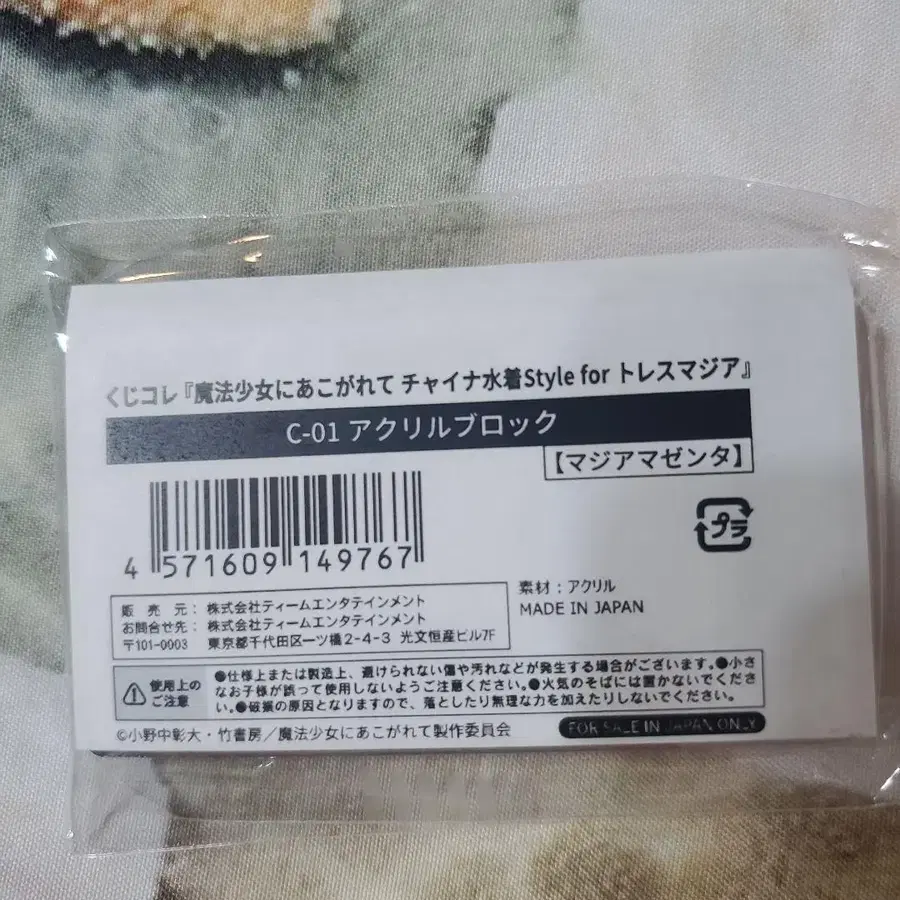 くじコレ『魔法少女にあこがれて チャイナ水着Style for トレスマジア』
C-01 アクリルブロック
【マジアマゼンタ】
4 571609 149767
プラ
素材：アクリル
MADE IN JAPAN
販売元：株式会社ティームエンタテインメント
お問合せ先：株式会社ティームエンタテインメント
〒101-0003 東京都千代田区一ツ橋2-4-3 光文恒産ビル7F
使用上の
ご注意
●仕様上または製造上、避けられない傷や汚れなどが発生する場合がございます。●小さ
なお子様が誤って使用しないようご注意ください。●火気のそばには置かないでくださ
い。●破損の原因となりますので、落としたり無理な力を加えたりしないでください。
©小野中彰大・竹書房／魔法少女にあこがれて製作委員会
FOR SALE IN JAPAN ONLY